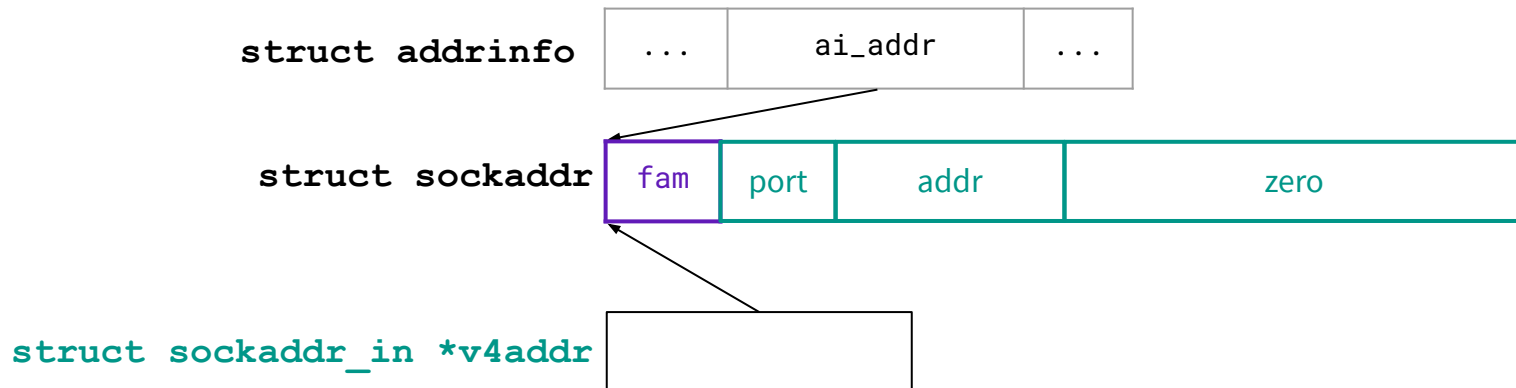 struct addrinfo ... ai_addr ...
struct sockaddr fam port addr zero
struct sockaddr_in *v4addr